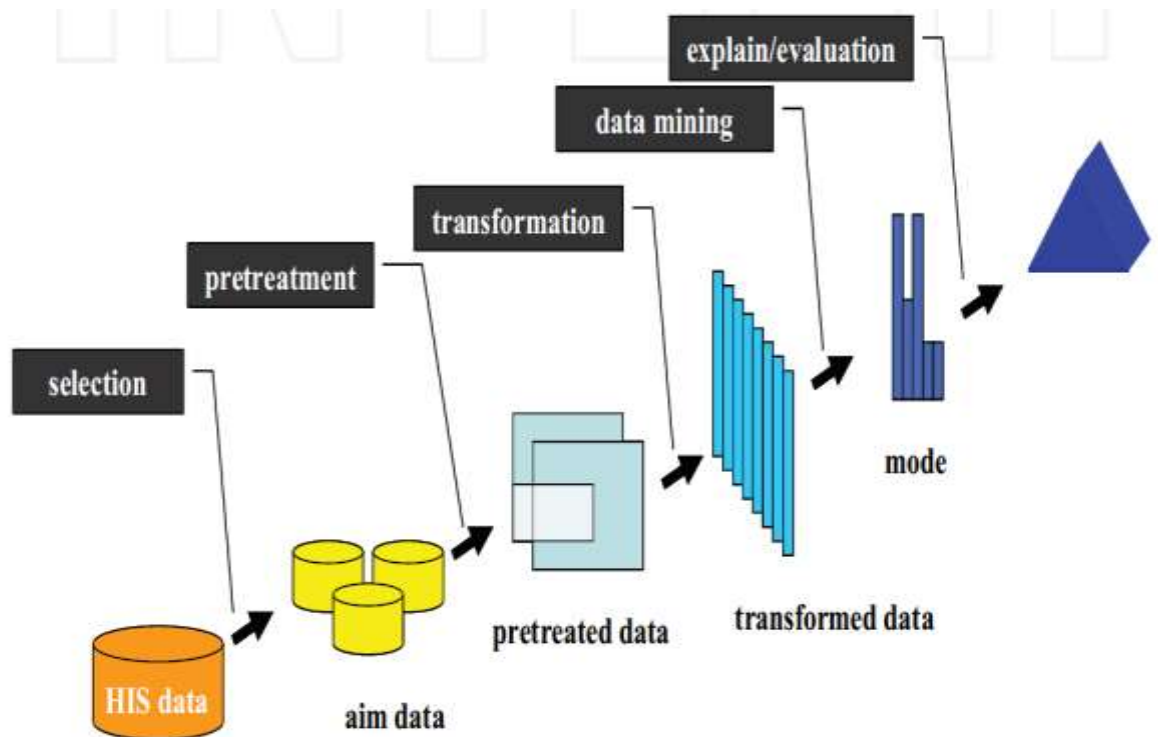 explain/evaluation
data mining
transformation
pretreatment
selection
mode
transformed data
pretreated data
HIS data
aim data